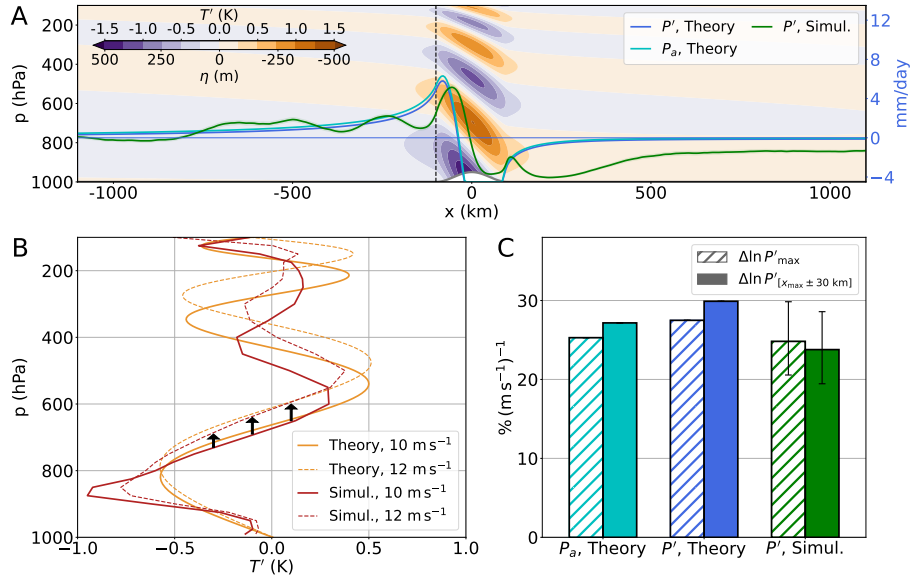 A
T′ (K)
-1.5 -1.0 -0.5 0.0 0.5 1.0 1.5
500 250 0 -250 -500
η (m)
P′, Theory
P′, Simul.
Pₐ, Theory
200
400
600
800
1000
p (hPa)
12
8
4
0
−4
mm/day
-1000 -500 0 500 1000
x (km)
B
200
400
600
800
1000
p (hPa)
Theory, 10 m s⁻¹
Theory, 12 m s⁻¹
Simul., 10 m s⁻¹
Simul., 12 m s⁻¹
−1.0 −0.5 0.0 0.5 1.0
T′ (K)
C
Δln P′max
Δln P′[xmax ± 30 km]
30
20
10
0
% (m s⁻¹)⁻¹
Pₐ, Theory P′, Theory P′, Simul.